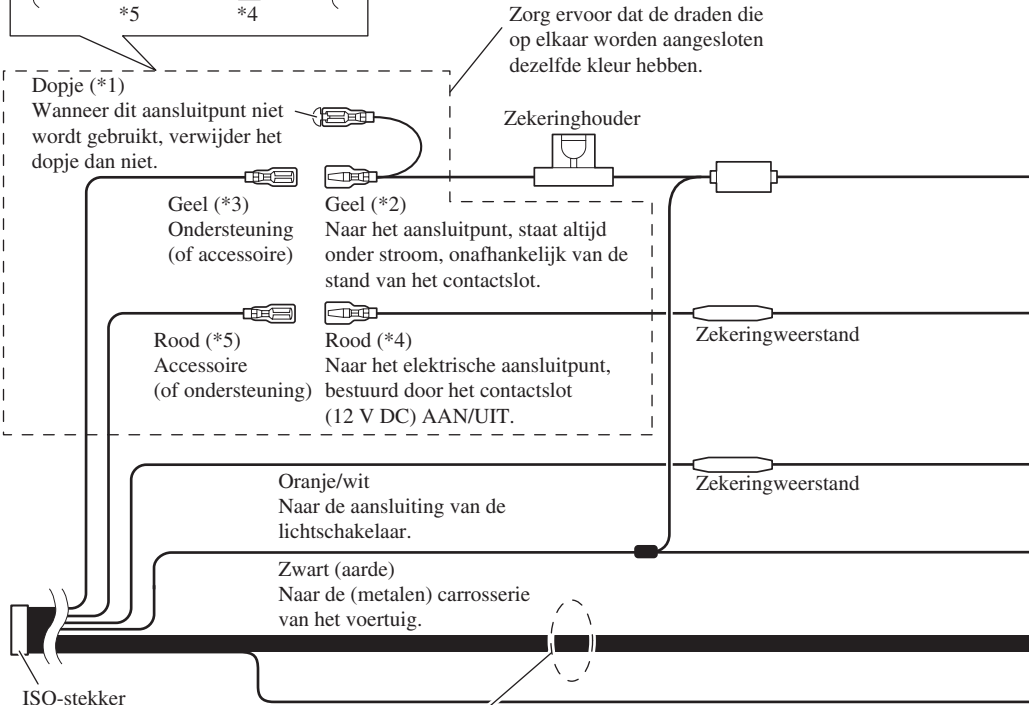 *5
*4
Zorg ervoor dat de draden die
op elkaar worden aangesloten
dezelfde kleur hebben.
Dopje (*1)
Wanneer dit aansluitpunt niet
wordt gebruikt, verwijder het
dopje dan niet.
Zekeringhouder
Geel (*3)
Ondersteuning
(of accessoire)
Geel (*2)
Naar het aansluitpunt, staat altijd
onder stroom, onafhankelijk van de
stand van het contactslot.
Rood (*5)
Accessoire
(of ondersteuning)
Rood (*4)
Naar het elektrische aansluitpunt,
bestuurd door het contactslot
(12 V DC) AAN/UIT.
Zekeringweerstand
Oranje/wit
Naar de aansluiting van de
lichtschakelaar.
Zekeringweerstand
Zwart (aarde)
Naar de (metalen) carrosserie
van het voertuig.
ISO-stekker